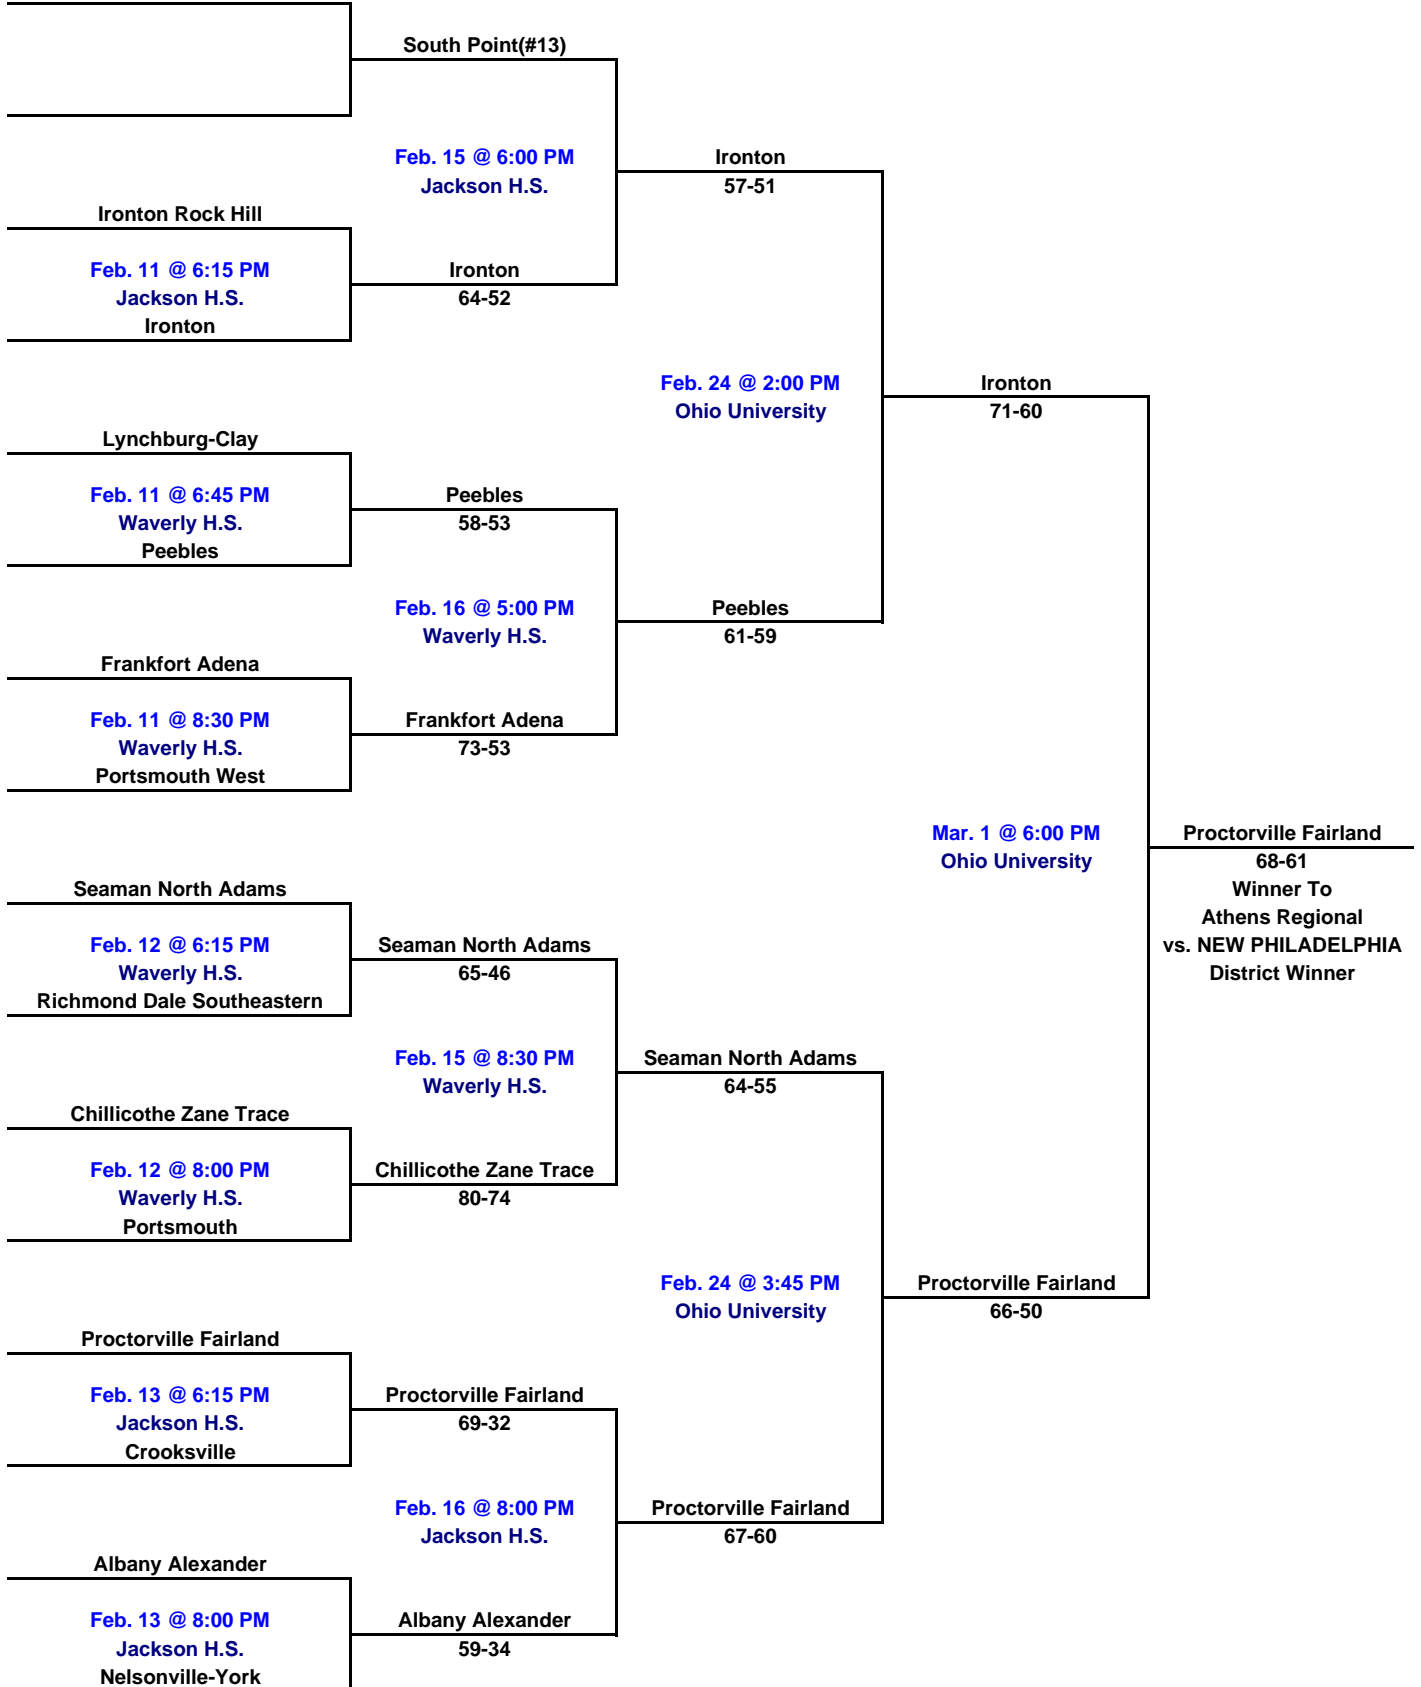 South Point(#13)
Feb. 15 @ 6:00 PM
Jackson H.S.
Ironton
57-51
Ironton Rock Hill
Feb. 11 @ 6:15 PM
Jackson H.S.
Ironton
Ironton
64-52
Feb. 24 @ 2:00 PM
Ohio University
Ironton
71-60
Lynchburg-Clay
Feb. 11 @ 6:45 PM
Waverly H.S.
Peebles
Peebles
58-53
Feb. 16 @ 5:00 PM
Waverly H.S.
Peebles
61-59
Frankfort Adena
Feb. 11 @ 8:30 PM
Waverly H.S.
Portsmouth West
Frankfort Adena
73-53
Mar. 1 @ 6:00 PM
Ohio University
Proctorville Fairland
68-61
Winner To
Athens Regional
vs. NEW PHILADELPHIA
District Winner
Seaman North Adams
Feb. 12 @ 6:15 PM
Waverly H.S.
Richmond Dale Southeastern
Seaman North Adams
65-46
Feb. 15 @ 8:30 PM
Waverly H.S.
Seaman North Adams
64-55
Chillicothe Zane Trace
Feb. 12 @ 8:00 PM
Waverly H.S.
Portsmouth
Chillicothe Zane Trace
80-74
Feb. 24 @ 3:45 PM
Ohio University
Proctorville Fairland
66-50
Proctorville Fairland
Feb. 13 @ 6:15 PM
Jackson H.S.
Crooksville
Proctorville Fairland
69-32
Feb. 16 @ 8:00 PM
Jackson H.S.
Proctorville Fairland
67-60
Albany Alexander
Feb. 13 @ 8:00 PM
Jackson H.S.
Nelsonville-York
Albany Alexander
59-34